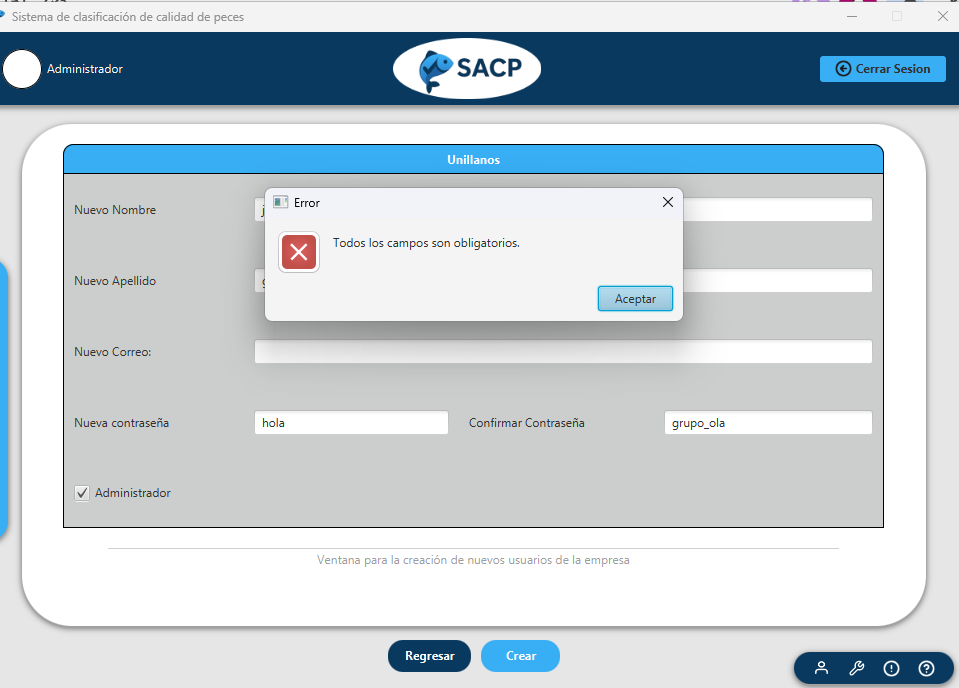 Sistema de clasificación de calidad de peces
Administrador
SACP
Cerrar Sesion
Unillanos
Error
Nuevo Nombre
Todos los campos son obligatorios.
Nuevo Apellido
Aceptar
Nuevo Correo:
Nueva contraseña
hola
Confirmar Contraseña
grupo_ola
Administrador
Ventana para la creación de nuevos usuarios de la empresa
Regresar
Crear